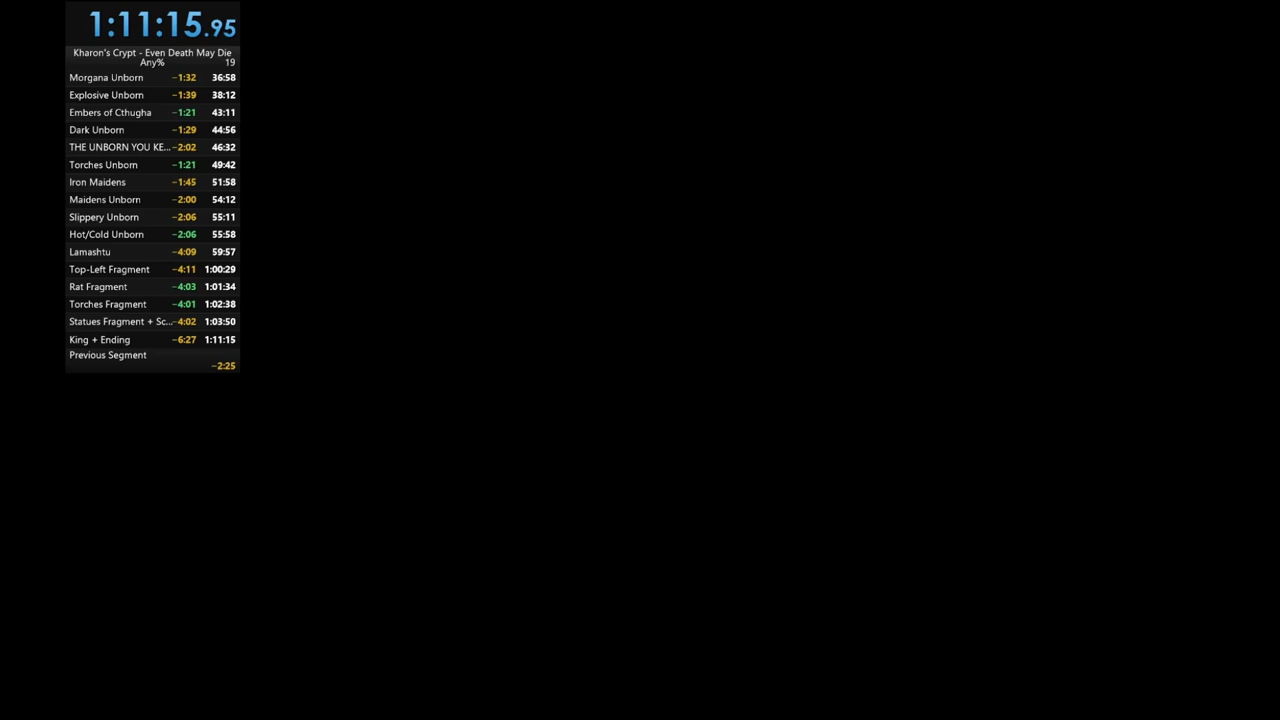 1:11:15.95
Kharon's Crypt - Even Death May Die
Any% 19
Morgana Unborn −1:32 36:58
Explosive Unborn −1:39 38:12
Embers of Cthugha −1:21 43:11
Dark Unborn −1:29 44:56
THE UNBORN YOU KE... −2:02 46:32
Torches Unborn −1:21 49:42
Iron Maidens −1:45 51:58
Maidens Unborn −2:00 54:12
Slippery Unborn −2:06 55:11
Hot/Cold Unborn −2:06 55:58
Lamashtu −4:09 59:57
Top-Left Fragment −4:11 1:00:29
Rat Fragment −4:03 1:01:34
Torches Fragment −4:01 1:02:38
Statues Fragment + Sc... −4:02 1:03:50
King + Ending −6:27 1:11:15
Previous Segment
−2:25